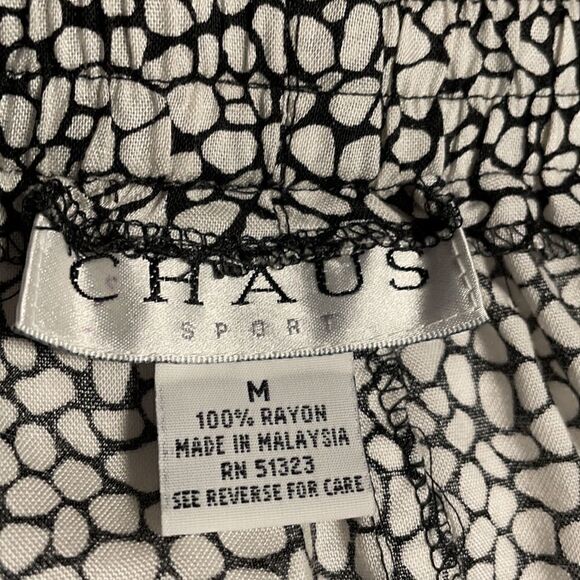 CHAUS
SPORT
M
100% RAYON
MADE IN MALAYSIA
RN 51323
SEE REVERSE FOR CARE